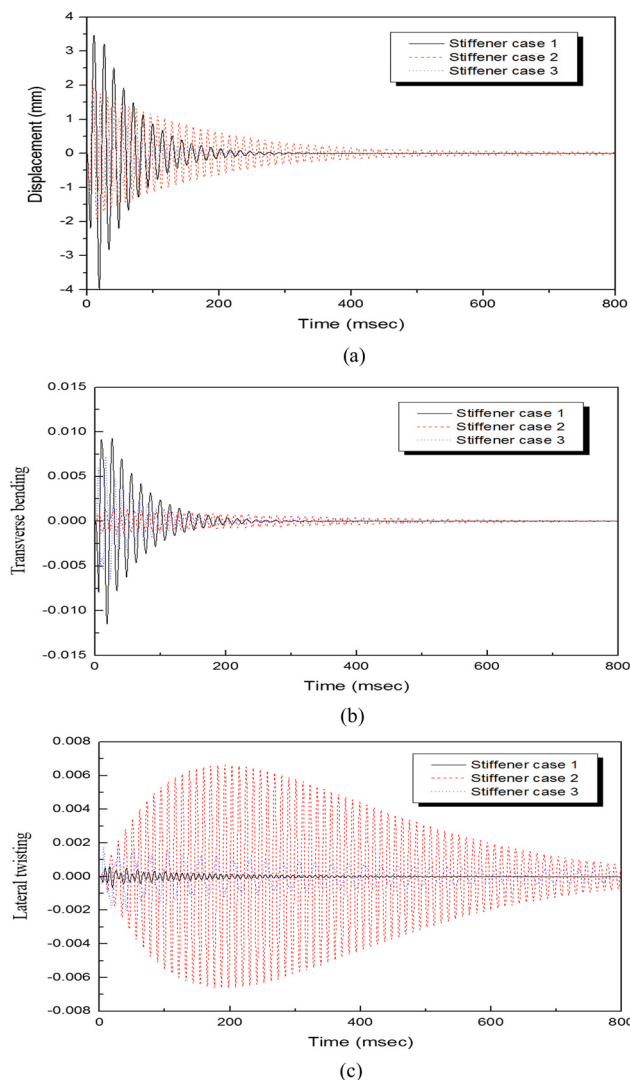 4
Stiffener case 1
3
Stiffener case 2
2
Stiffener case 3
1
0
-1
-2
-3
-4
Displacement (mm)
0 200 400 600 800
Time (msec)
(a)
0.015
Stiffener case 1
0.010
Stiffener case 2
Stiffener case 3
0.005
0.000
-0.005
-0.010
-0.015
Transverse bending
0 200 400 600 800
Time (msec)
(b)
0.008
Stiffener case 1
0.006
Stiffener case 2
Stiffener case 3
0.004
0.002
0.000
-0.002
-0.004
-0.006
-0.008
Lateral twisting
0 200 400 600 800
Time (msec)
(c)